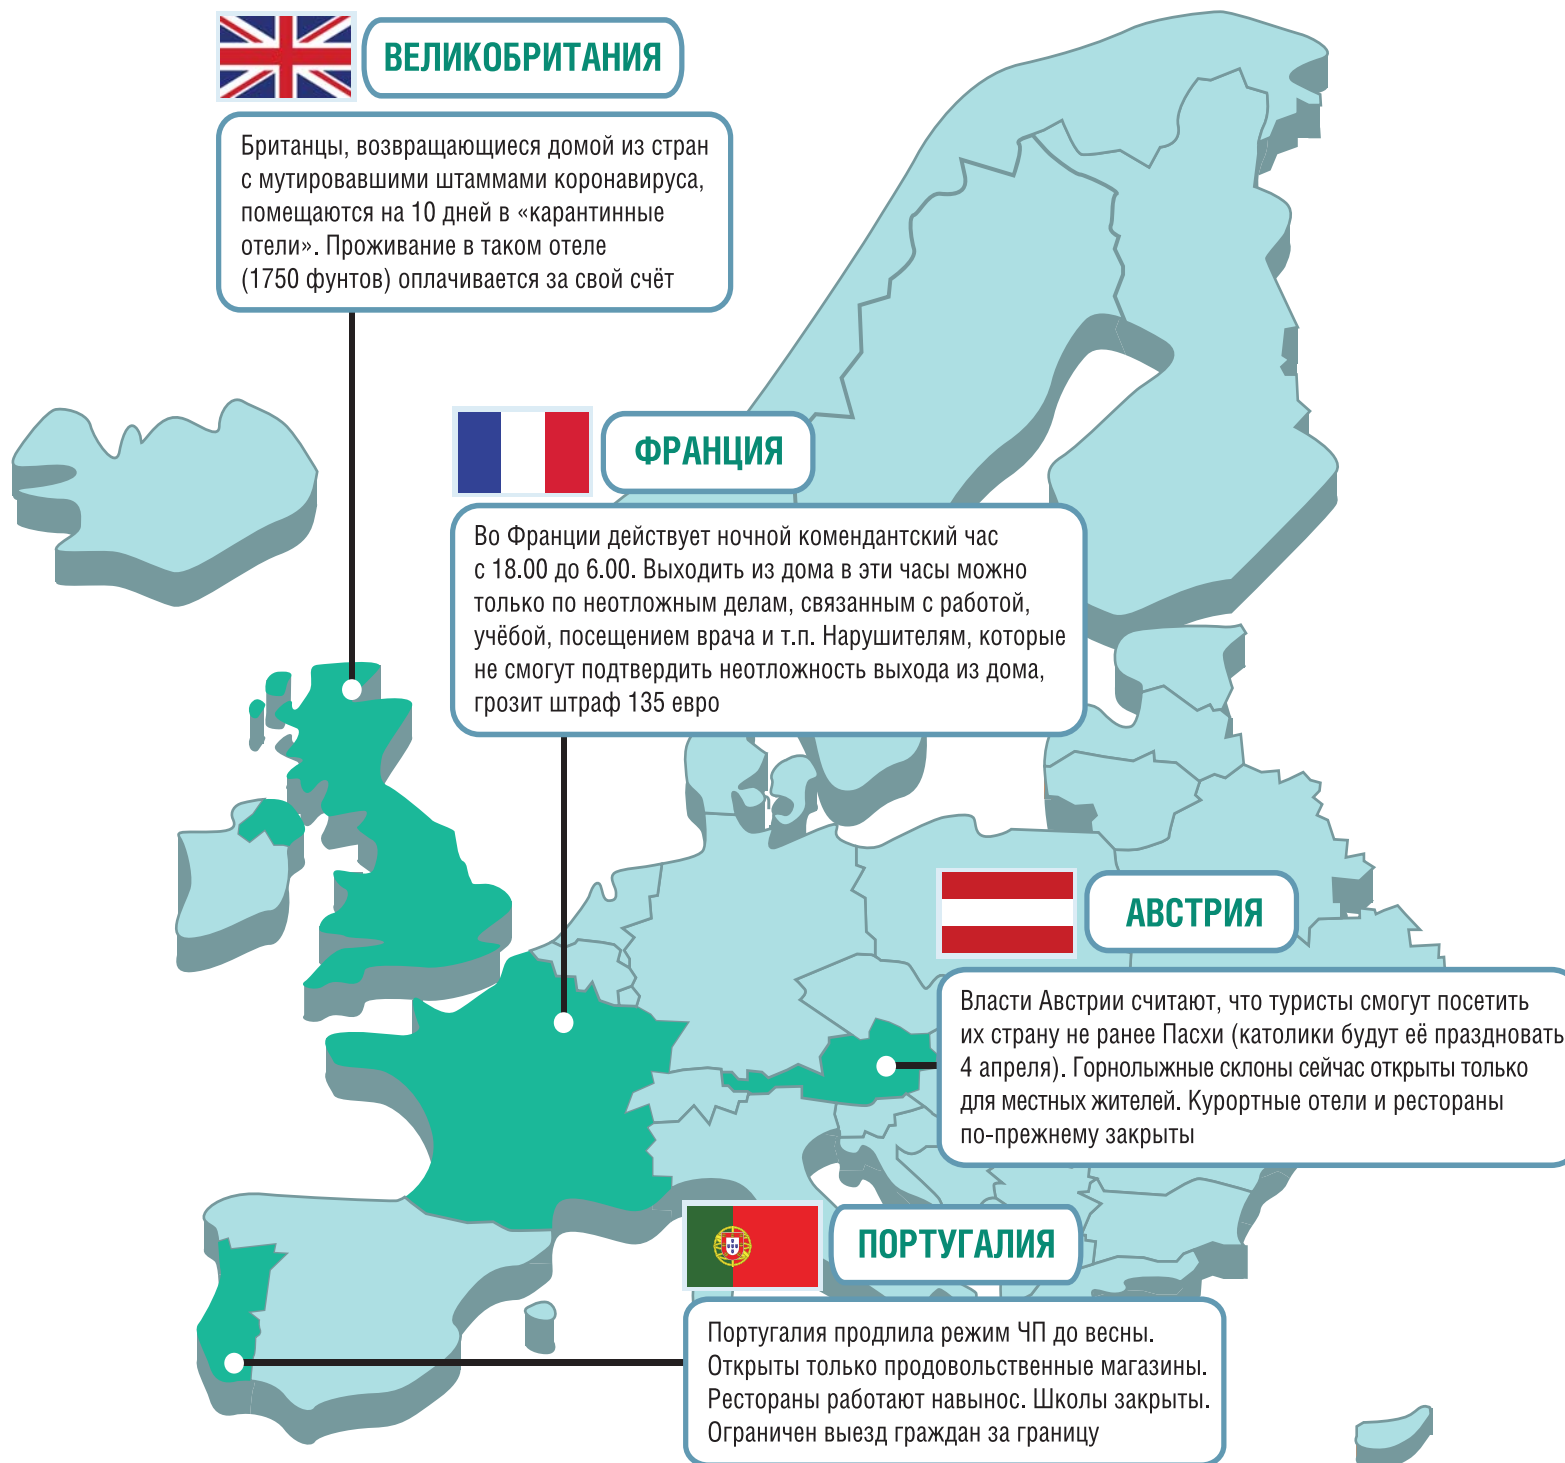 ВЕЛИКОБРИТАНИЯ
Британцы, возвращающиеся домой из стран
с мутировавшими штаммами коронавируса,
помещаются на 10 дней в «карантинные
отели». Проживание в таком отеле
(1750 фунтов) оплачивается за свой счёт
ФРАНЦИЯ
Во Франции действует ночной комендантский час
с 18.00 до 6.00. Выходить из дома в эти часы можно
только по неотложным делам, связанным с работой,
учёбой, посещением врача и т.п. Нарушителям, которые
не смогут подтвердить неотложность выхода из дома,
грозит штраф 135 евро
АВСТРИЯ
Власти Австрии считают, что туристы смогут посетить
их страну не ранее Пасхи (католики будут её праздновать
4 апреля). Горнолыжные склоны сейчас открыты только
для местных жителей. Курортные отели и рестораны
по-прежнему закрыты
ПОРТУГАЛИЯ
Португалия продлила режим ЧП до весны.
Открыты только продовольственные магазины.
Рестораны работают навынос. Школы закрыты.
Ограничен выезд граждан за границу